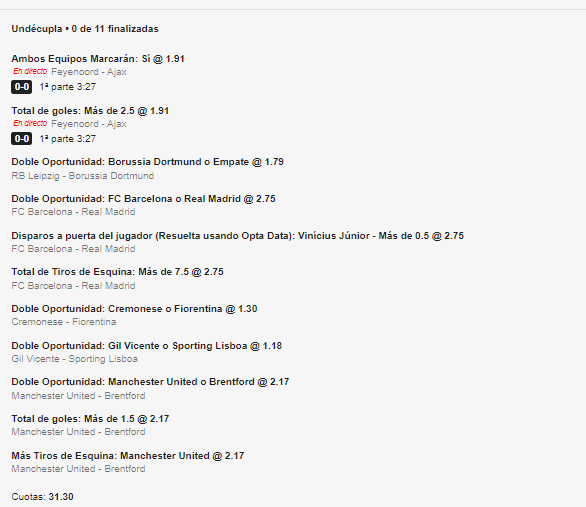 Undécupla • 0 de 11 finalizadas
Ambos Equipos Marcarán: Sí @ 1.91
En directo Feyenoord - Ajax
0-0 1ª parte 3:27
Total de goles: Más de 2.5 @ 1.91
En directo Feyenoord - Ajax
0-0 1ª parte 3:27
Doble Oportunidad: Borussia Dortmund o Empate @ 1.79
RB Leipzig - Borussia Dortmund
Doble Oportunidad: FC Barcelona o Real Madrid @ 2.75
FC Barcelona - Real Madrid
Disparos a puerta del jugador (Resuelta usando Opta Data): Vinícius Júnior - Más de 0.5 @ 2.75
FC Barcelona - Real Madrid
Total de Tiros de Esquina: Más de 7.5 @ 2.75
FC Barcelona - Real Madrid
Doble Oportunidad: Cremonese o Fiorentina @ 1.30
Cremonese - Fiorentina
Doble Oportunidad: Gil Vicente o Sporting Lisboa @ 1.18
Gil Vicente - Sporting Lisboa
Doble Oportunidad: Manchester United o Brentford @ 2.17
Manchester United - Brentford
Total de goles: Más de 1.5 @ 2.17
Manchester United - Brentford
Más Tiros de Esquina: Manchester United @ 2.17
Manchester United - Brentford
Cuotas: 31.30